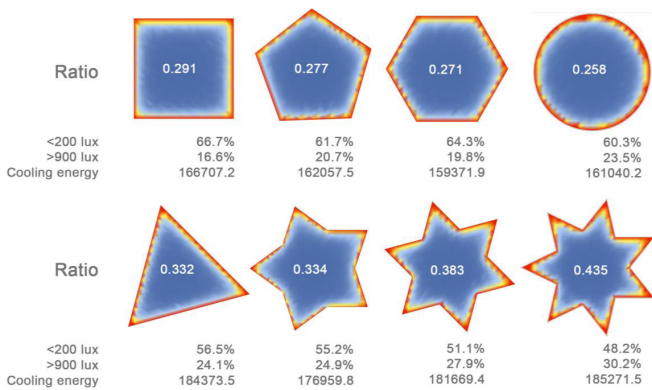 Ratio 0.291 0.277 0.271 0.258
<200 lux 66.7% 61.7% 64.3% 60.3%
>900 lux 16.6% 20.7% 19.8% 23.5%
Cooling energy 166707.2 162057.5 159371.9 161040.2
Ratio 0.332 0.334 0.383 0.435
<200 lux 56.5% 55.2% 51.1% 48.2%
>900 lux 24.1% 24.9% 27.9% 30.2%
Cooling energy 184373.5 176959.8 181669.4 185271.5